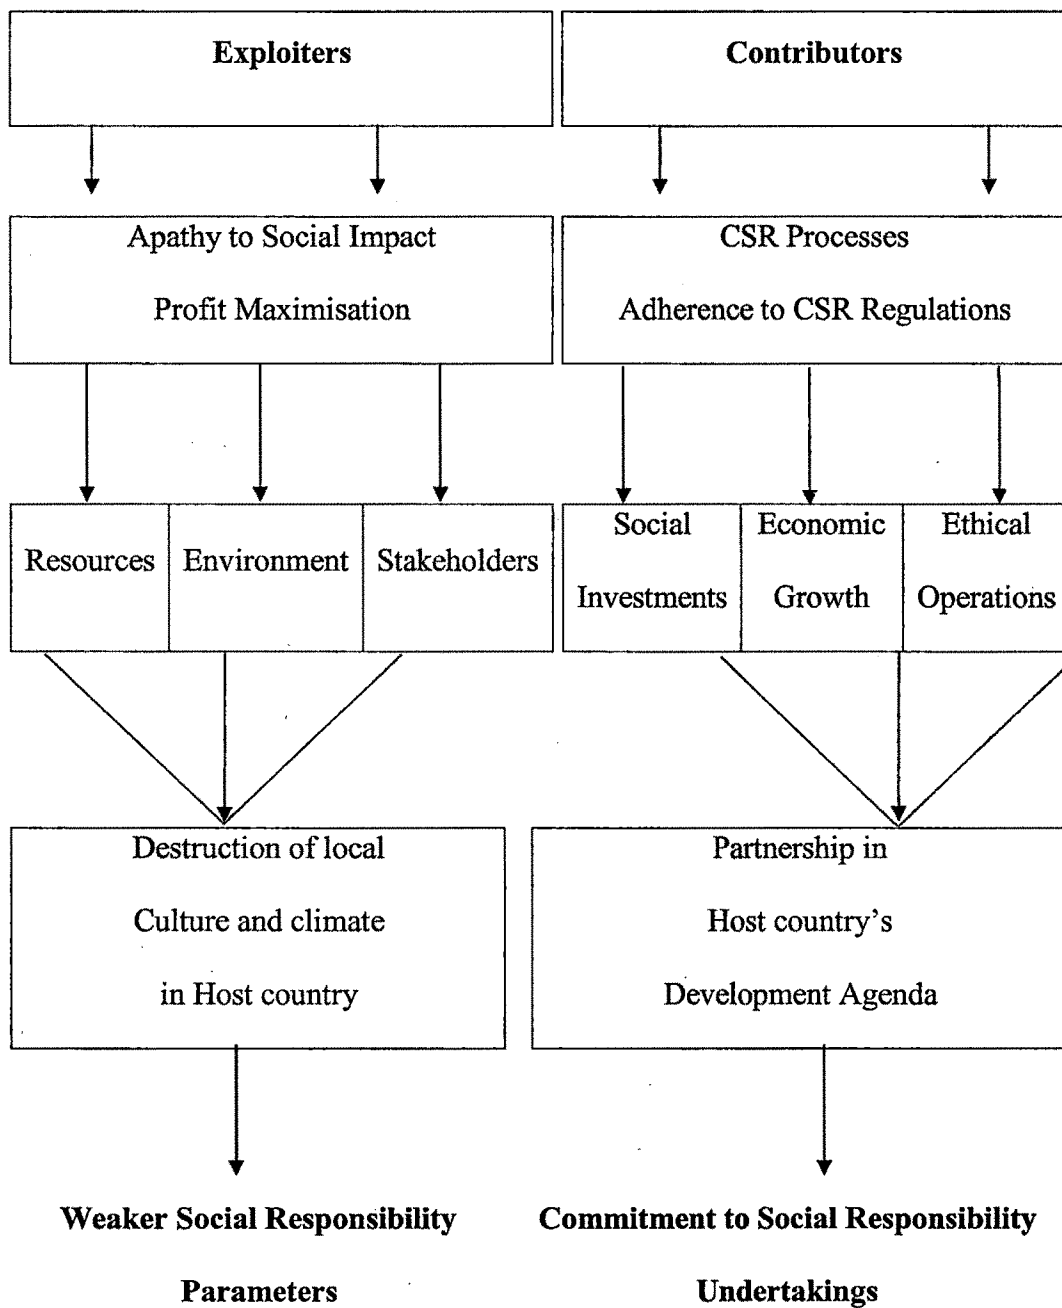 Exploiters
Contributors
Apathy to Social Impact
Profit Maximisation
CSR Processes
Adherence to CSR Regulations
Resources
Environment
Stakeholders
Social
Investments
Economic
Growth
Ethical
Operations
Destruction of local
Culture and climate
in Host country
Partnership in
Host country's
Development Agenda
Weaker Social Responsibility
Parameters
Commitment to Social Responsibility
Undertakings